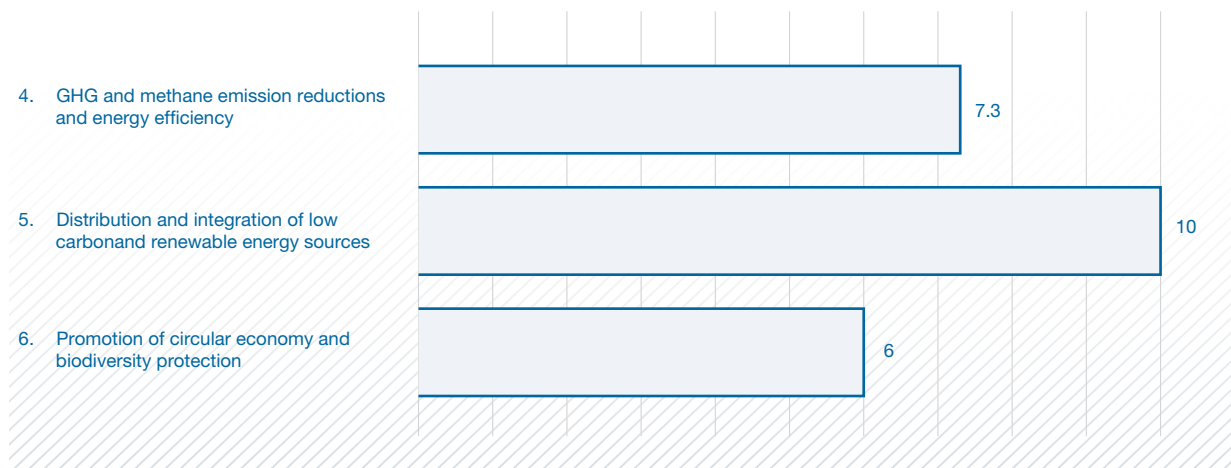 4. GHG and methane emission reductions
and energy efficiency
7.3
5. Distribution and integration of low
carbonand renewable energy sources
10
6. Promotion of circular economy and
biodiversity protection
6